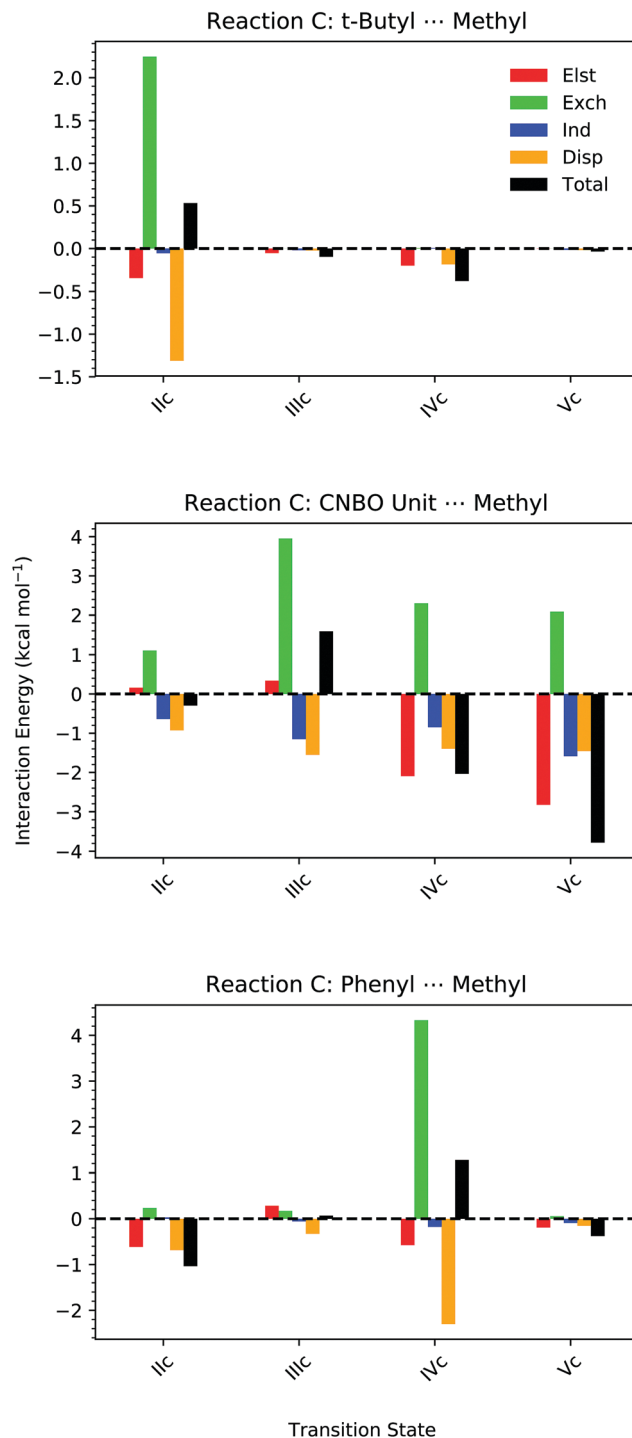 Reaction C: t-Butyl ··· Methyl
Elst
Exch
Ind
Disp
Total
2.0
1.5
1.0
0.5
0.0
−0.5
−1.0
−1.5
IIc
IIIc
IVc
Vc
Reaction C: CNBO Unit ··· Methyl
Interaction Energy (kcal mol⁻¹)
4
3
2
1
0
−1
−2
−3
−4
IIc
IIIc
IVc
Vc
Reaction C: Phenyl ··· Methyl
4
3
2
1
0
−1
−2
IIc
IIIc
IVc
Vc
Transition State